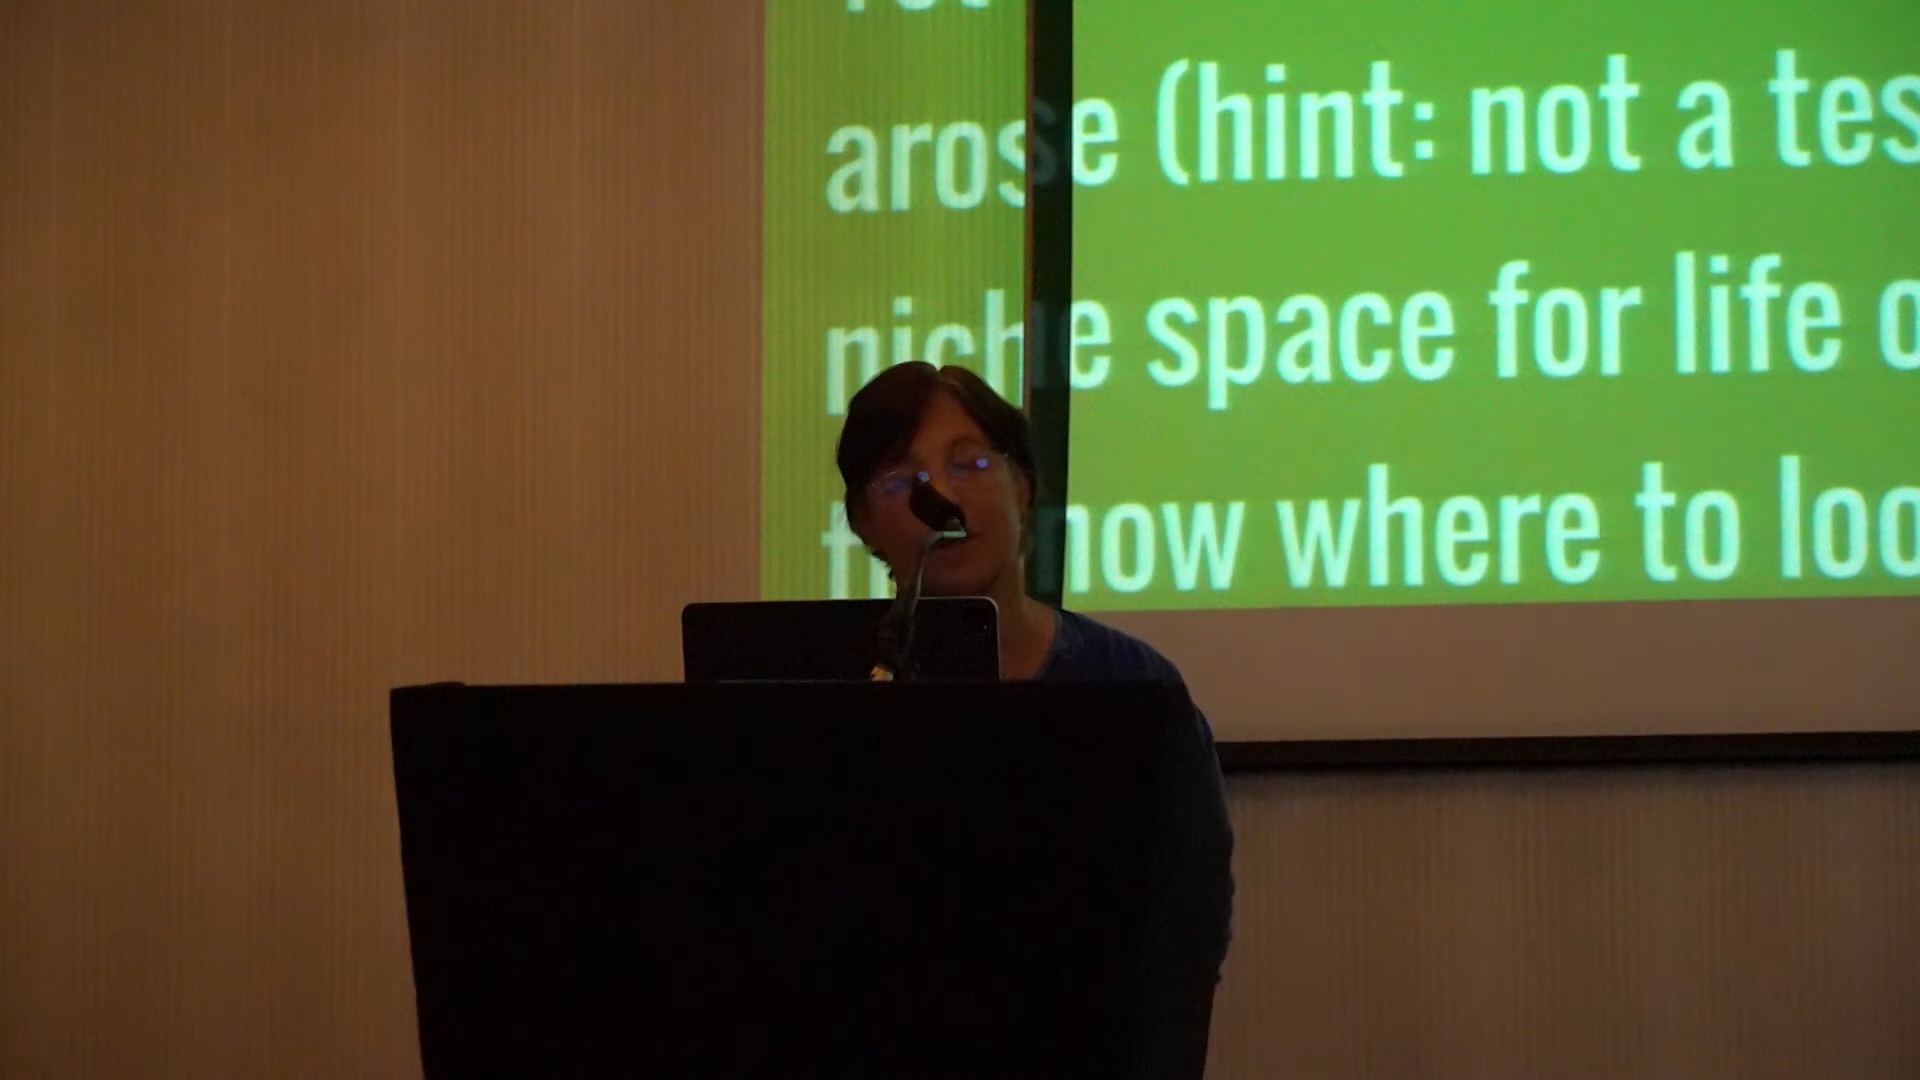 arose (hint: not a tes
niche space for life
now where to loo